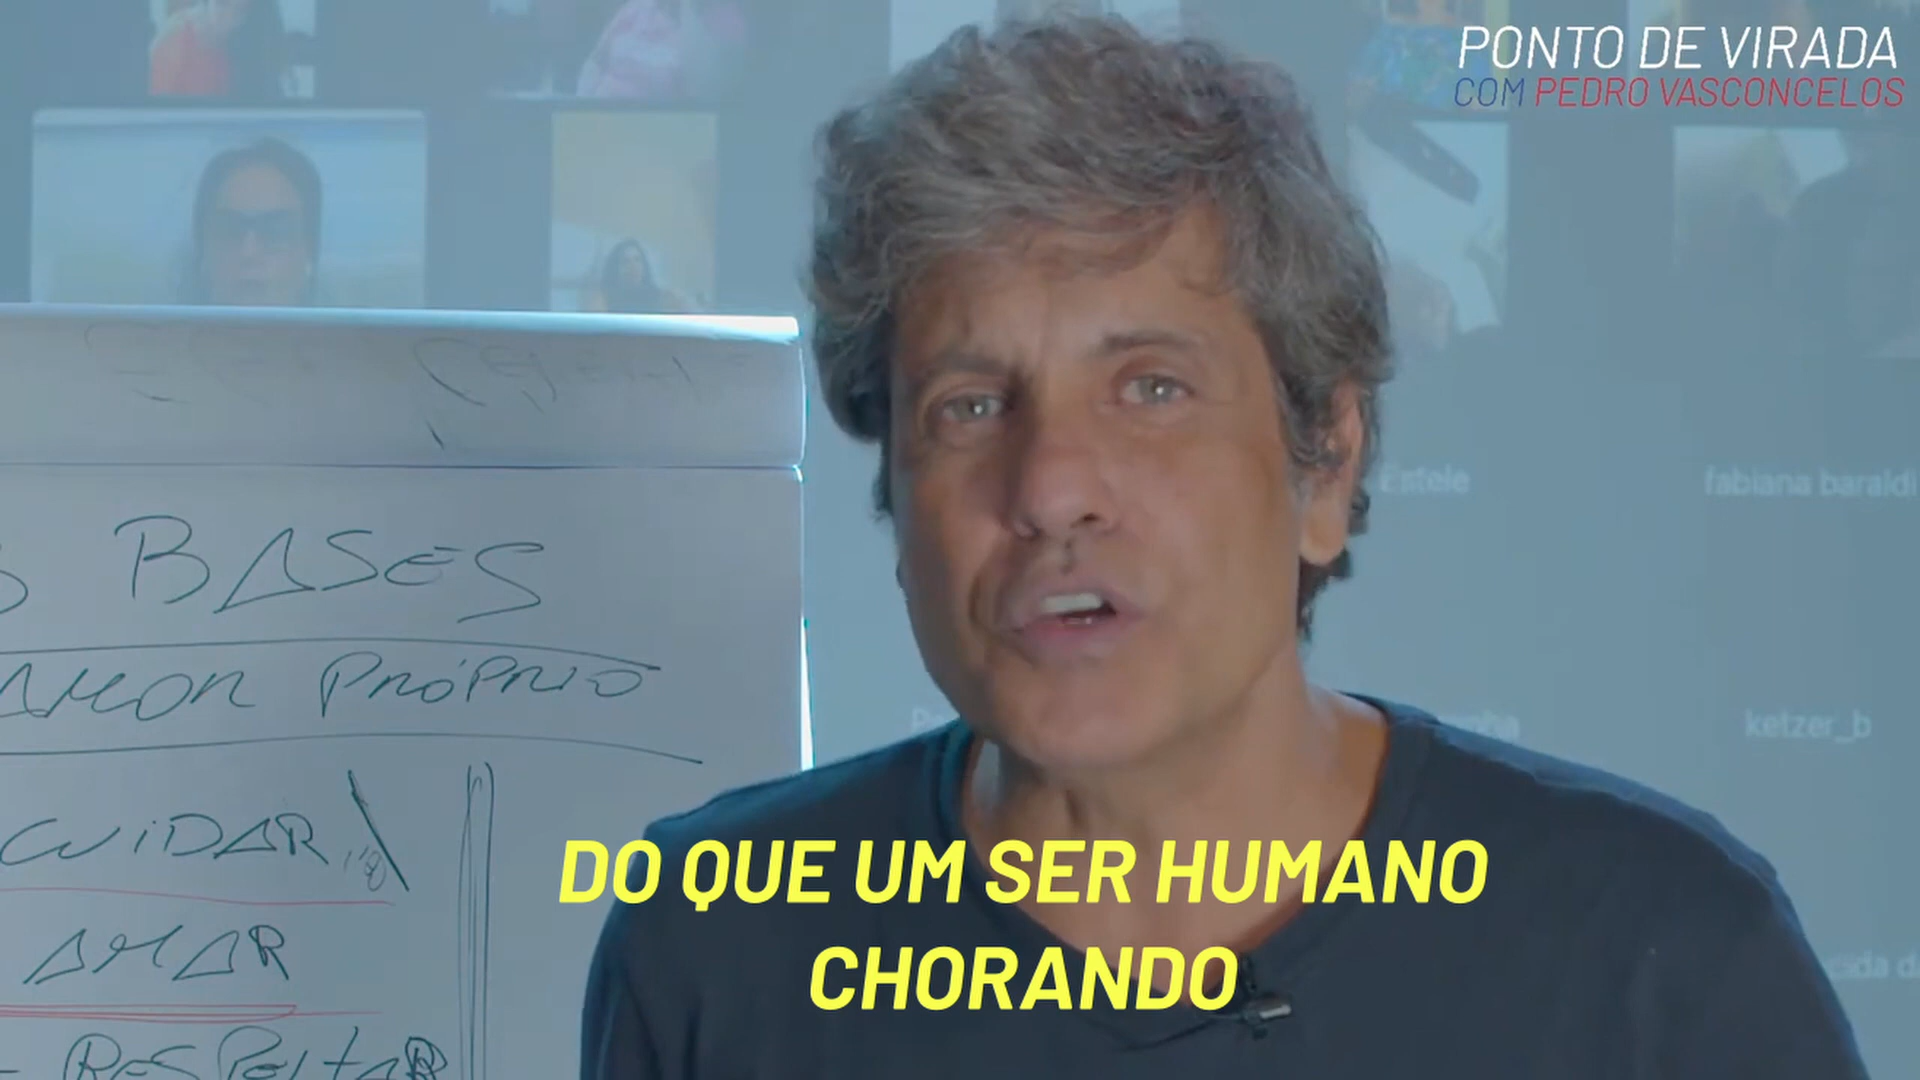 PONTO DE VIRADA
COM PEDRO VASCONCELOS
BASES
AMOR PRÓPRIO
CUIDAR
AMAR
- RESPEITAR
Estele
fabiana baraldi
ketzer_b
DO QUE UM SER HUMANO
CHORANDO